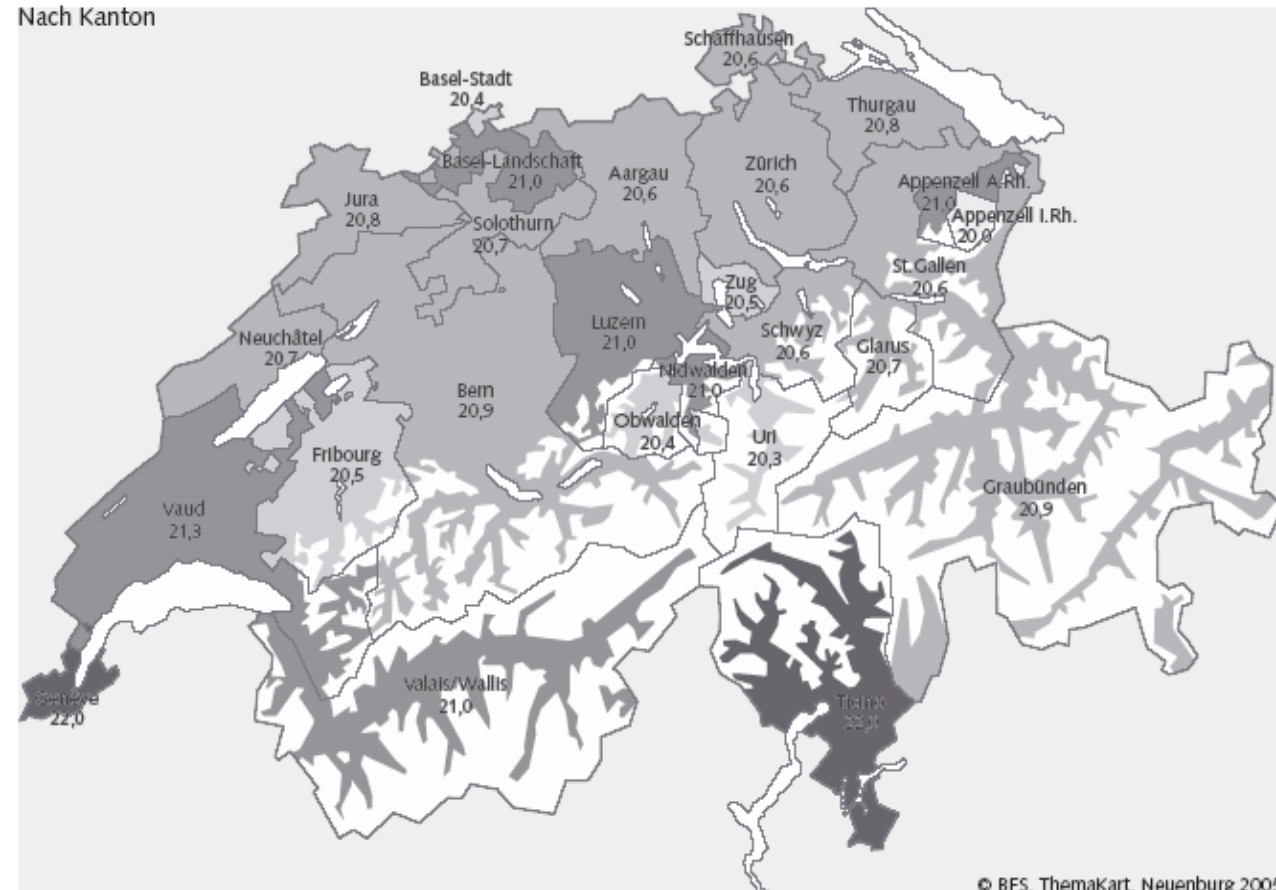 Nach Kanton
Schaffhausen
20,6
Basel-Stadt
20,4
Thurgau
20,8
Basel-Landschaft
21,0
Aargau
20,6
Zürich
20,6
Appenzell A.Rh.
21,0
Jura
20,8
Appenzell I.Rh.
20,0
Solothurn
20,7
St.Gallen
20,6
Zug
20,5
Luzern
21,0
Schwyz
20,6
Neuchâtel
20,7
Glarus
20,7
Nidwalden
21,0
Bern
20,9
Obwalden
20,4
Uri
20,3
Fribourg
20,5
Graubünden
20,9
Vaud
21,3
Valais/Wallis
21,0
Genève
22,0
Ticino
© BFS, ThemaKart, Neuenburg 2005